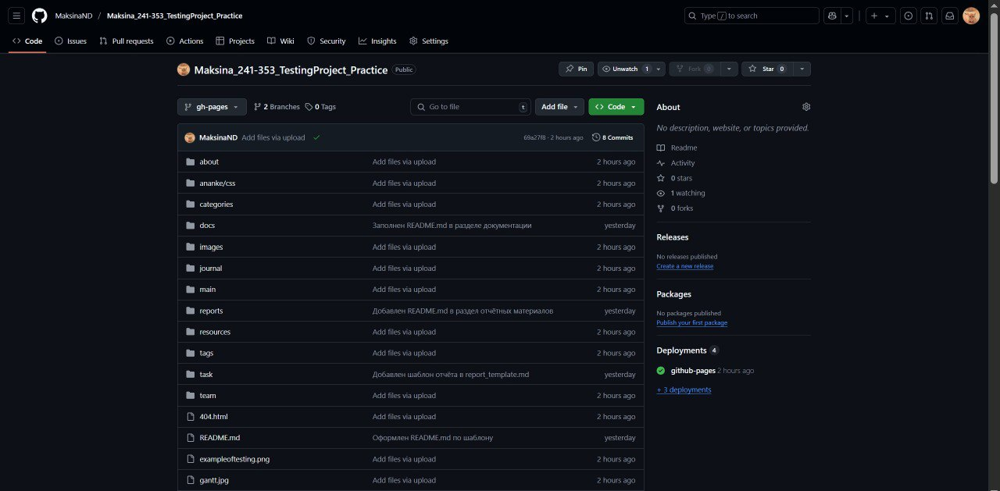 MaksinaND / Maksina_241-353_TestingProject_Practice
Type / to search
Code Issues Pull requests Actions Projects Wiki Security Insights Settings
Maksina_241-353_TestingProject_Practice Public
Pin Unwatch 1 Fork 0 Star 0
gh-pages 2 Branches 0 Tags Go to file t Add file Code
MaksinaND Add files via upload 69a27f8 · 2 hours ago 8 Commits
about Add files via upload 2 hours ago
ananke/css Add files via upload 2 hours ago
categories Add files via upload 2 hours ago
docs Заполнен README.md в разделе документации yesterday
images Add files via upload 2 hours ago
journal Add files via upload 2 hours ago
main Add files via upload 2 hours ago
reports Добавлен README.md в раздел отчётных материалов yesterday
resources Add files via upload 2 hours ago
tags Add files via upload 2 hours ago
task Добавлен шаблон отчёта в report_template.md yesterday
team Add files via upload 2 hours ago
404.html Add files via upload 2 hours ago
README.md Оформлен README.md по шаблону yesterday
exampleoftesting.png Add files via upload 2 hours ago
gantt.jpg Add files via upload 2 hours ago
About
No description, website, or topics provided.
Readme
Activity
0 stars
1 watching
0 forks
Releases
No releases published
Create a new release
Packages
No packages published
Publish your first package
Deployments 4
github-pages 2 hours ago
+ 3 deployments